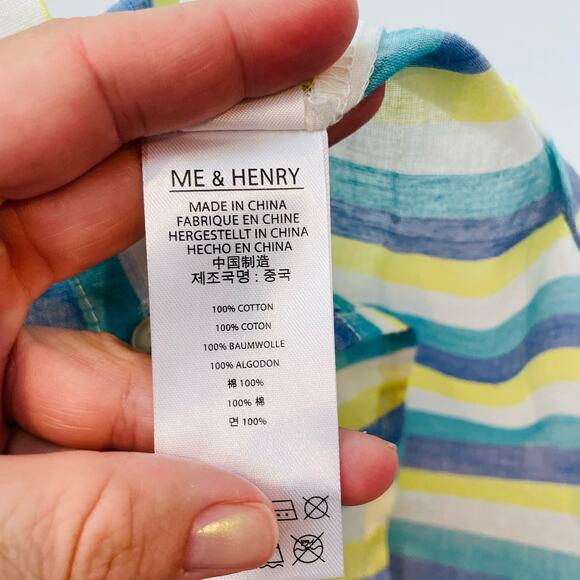 ME & HENRY
MADE IN CHINA
FABRIQUE EN CHINE
HERGESTELLT IN CHINA
HECHO EN CHINA
中国制造
제조국명 : 중국
100% COTTON
100% COTON
100% BAUMWOLLE
100% ALGODON
棉 100%
100% 棉
면 100%